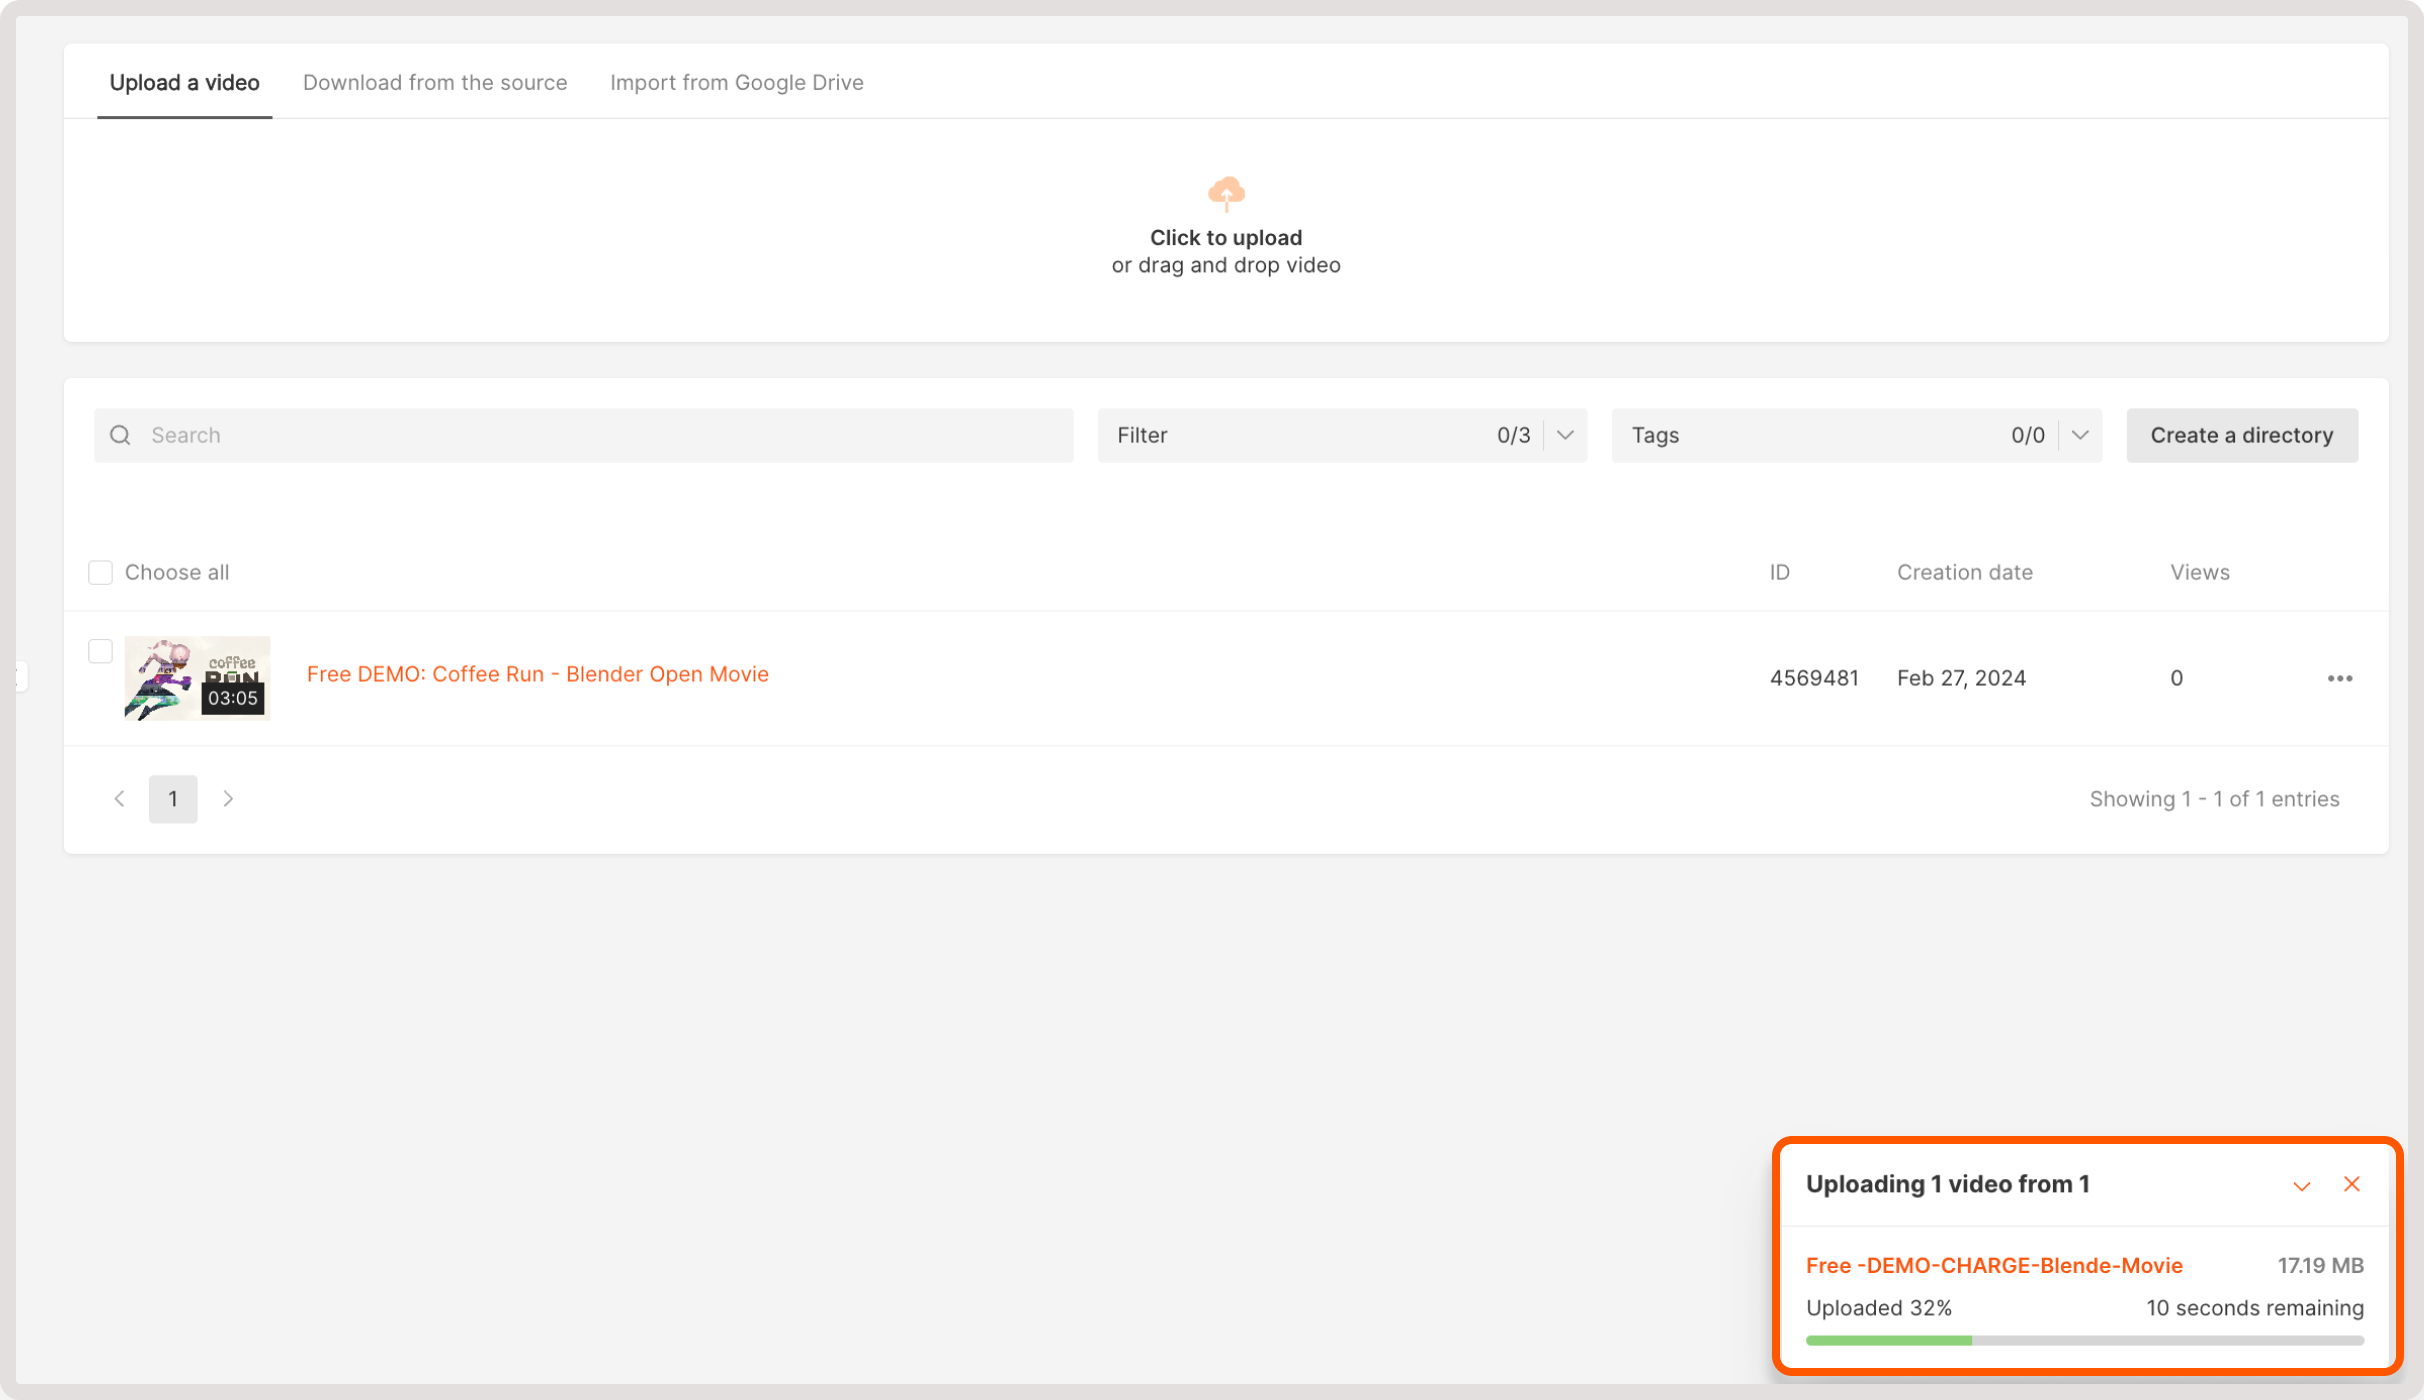 Upload a video Download from the source Import from Google Drive
Click to upload
or drag and drop video
Search Filter 0/3 Tags 0/0 Create a directory
Choose all ID Creation date Views
coffee
RUN
03:05
Free DEMO: Coffee Run - Blender Open Movie 4569481 Feb 27, 2024 0
1 Showing 1 - 1 of 1 entries
Uploading 1 video from 1
Free -DEMO-CHARGE-Blende-Movie 17.19 MB
Uploaded 32% 10 seconds remaining